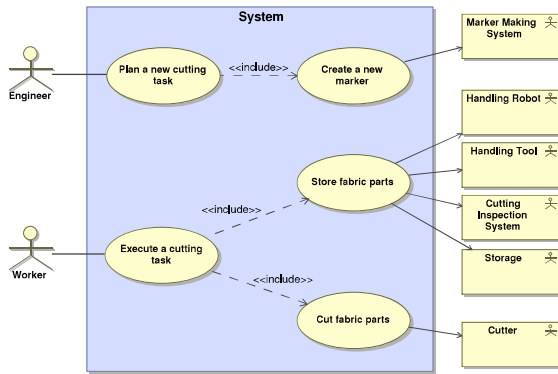 System
Engineer
Plan a new cutting
task
<<include>>
Create a new
marker
Marker Making
System
Handling Robot
Handling Tool
Cutting
Inspection
System
Storage
Store fabric parts
<<include>>
Worker
Execute a cutting
task
<<include>>
Cut fabric parts
Cutter